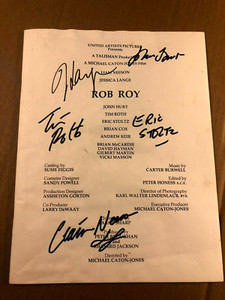 UNITED ARTISTS PICTURES
A TALISMAN
A MICHAEL CATON-JONES Film
NEESON
JESSICA LANGE
ROB ROY
JOHN HURT
TIM ROTH
ERIC STOLTZ
BRIAN COX
ANDREW KEIR
BRIAN McCARDIE
DAVID HAYMAN
GILBERT MARTIN
VICKI MASSON
Tim
Roth
ERIC
STOLTZ
Casting by
SUSIE FIGGIS
Music by
CARTER BURWELL
Costume Designer
SANDY POWELL
Edited by
PETER HONESS
Production Designer
ASSHETON GORTON
Director of Photography
KARL WALTER LINDENLAUB
Co-Producer
LARRY DeWAAY
Executive Producer
MICHAEL CATON-JONES
JACKSON
Directed by
MICHAEL CATON-JONES